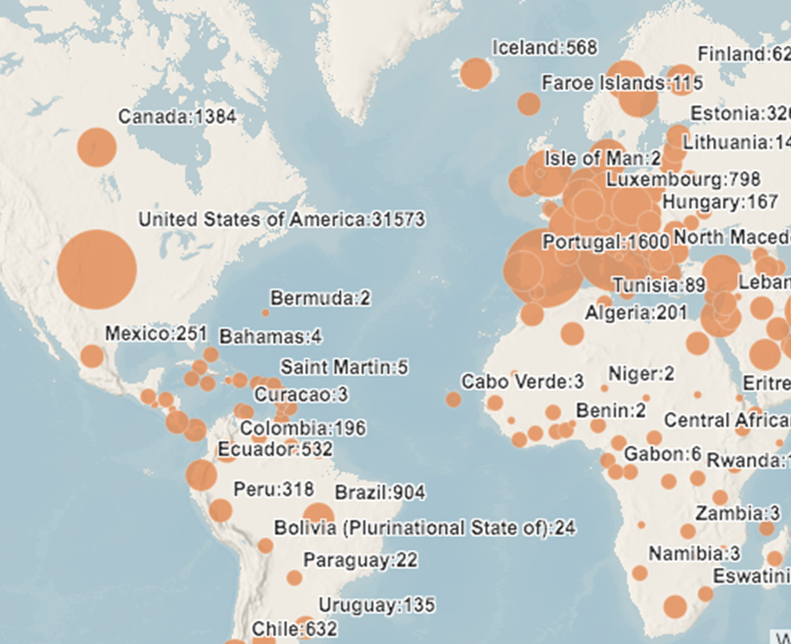 Iceland:568
Finland:62
Faroe Islands:115
Canada:1384
Estonia:326
Lithuania:14
Isle of Man:2
Luxembourg:798
Hungary:167
United States of America:31573
Portugal:1600
North Maced
Tunisia:89
Leban
Bermuda:2
Algeria:201
Mexico:251
Bahamas:4
Saint Martin:5
Niger:2
Cabo Verde:3
Eritre
Curacao:3
Benin:2
Central Africa
Colombia:196
Ecuador:532
Gabon:6
Rwanda:1
Peru:318
Brazil:904
Zambia:3
Bolivia (Plurinational State of):24
Namibia:3
Paraguay:22
Eswatini
Uruguay:135
Chile:632
W